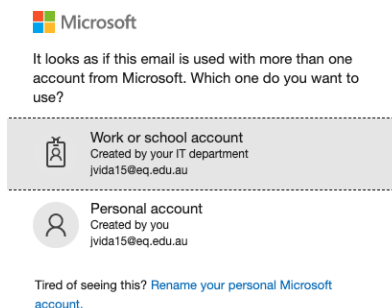 Microsoft
It looks as if this email is used with more than one
account from Microsoft. Which one do you want to
use?
Work or school account
Created by your IT department
jvida15@eq.edu.au
Personal account
Created by you
jvida15@eq.edu.au
Tired of seeing this? Rename your personal Microsoft
account.